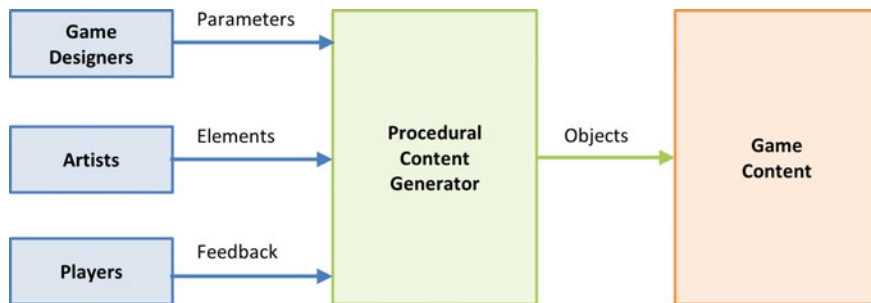 Game
Designers
Parameters
Artists
Elements
Players
Feedback
Procedural
Content
Generator
Objects
Game
Content